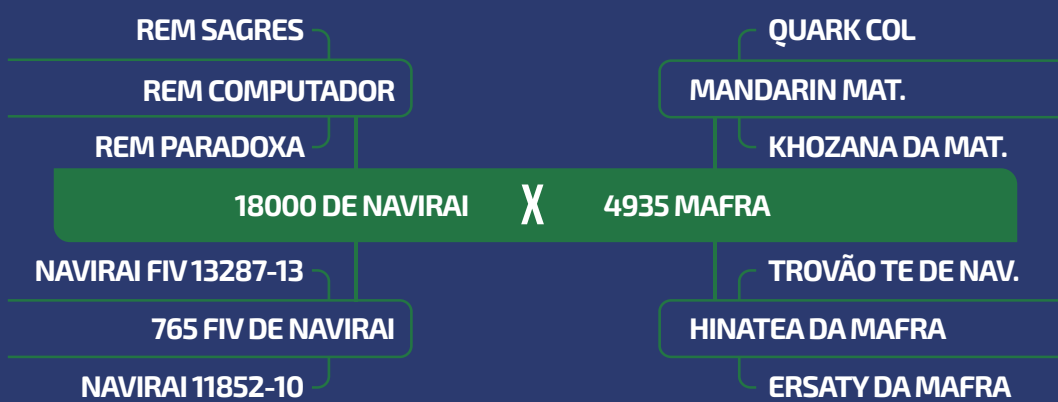 REM SAGRES
QUARK COL
REM COMPUTADOR
MANDARIN MAT.
REM PARADOXA
KHOZANA DA MAT.
18000 DE NAVIRAI X 4935 MAFRA
NAVIRAI FIV 13287-13
TROVÃO TE DE NAV.
765 FIV DE NAVIRAI
HINATEA DA MAFRA
NAVIRAI 11852-10
ERSATY DA MAFRA